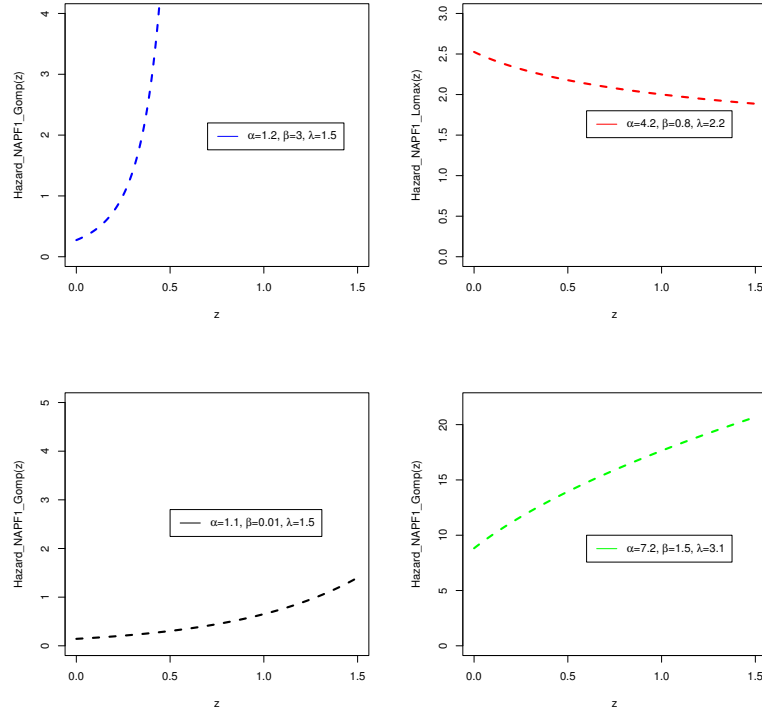 Hazard_NAPF1_Gomp(z)
4
3
2
1
0
α=1.2, β=3, λ=1.5
0.0 0.5 1.0 1.5
z
Hazard_NAPF1_Lomax(z)
3.0
2.5
2.0
1.5
1.0
0.5
0.0
α=4.2, β=0.8, λ=2.2
0.0 0.5 1.0 1.5
z
Hazard_NAPF1_Gomp(z)
5
4
3
2
1
0
α=1.1, β=0.01, λ=1.5
0.0 0.5 1.0 1.5
z
Hazard_NAPF1_Gomp(z)
20
15
10
5
0
α=7.2, β=1.5, λ=3.1
0.0 0.5 1.0 1.5
z